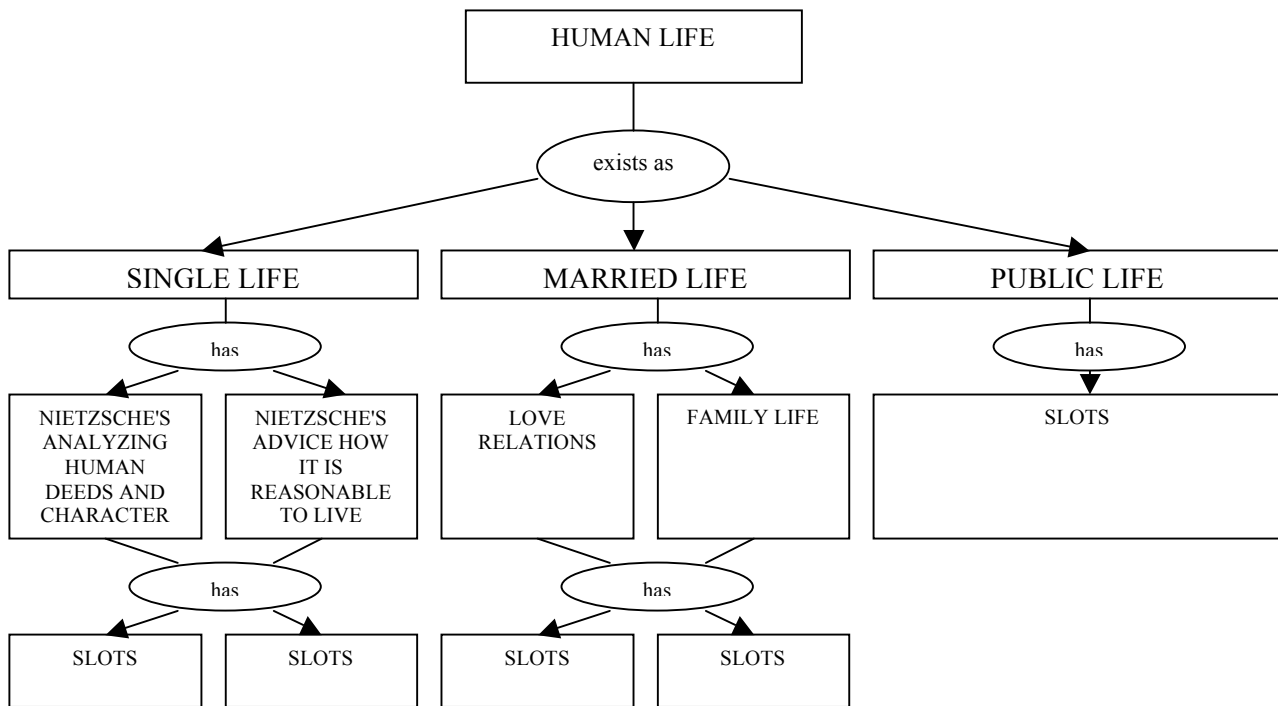 HUMAN LIFE
exists as
SINGLE LIFE
MARRIED LIFE
PUBLIC LIFE
has
has
has
NIETZSCHE'S
ANALYZING
HUMAN
DEEDS AND
CHARACTER
NIETZSCHE'S
ADVICE HOW
IT IS
REASONABLE
TO LIVE
LOVE
RELATIONS
FAMILY LIFE
SLOTS
has
has
SLOTS
SLOTS
SLOTS
SLOTS